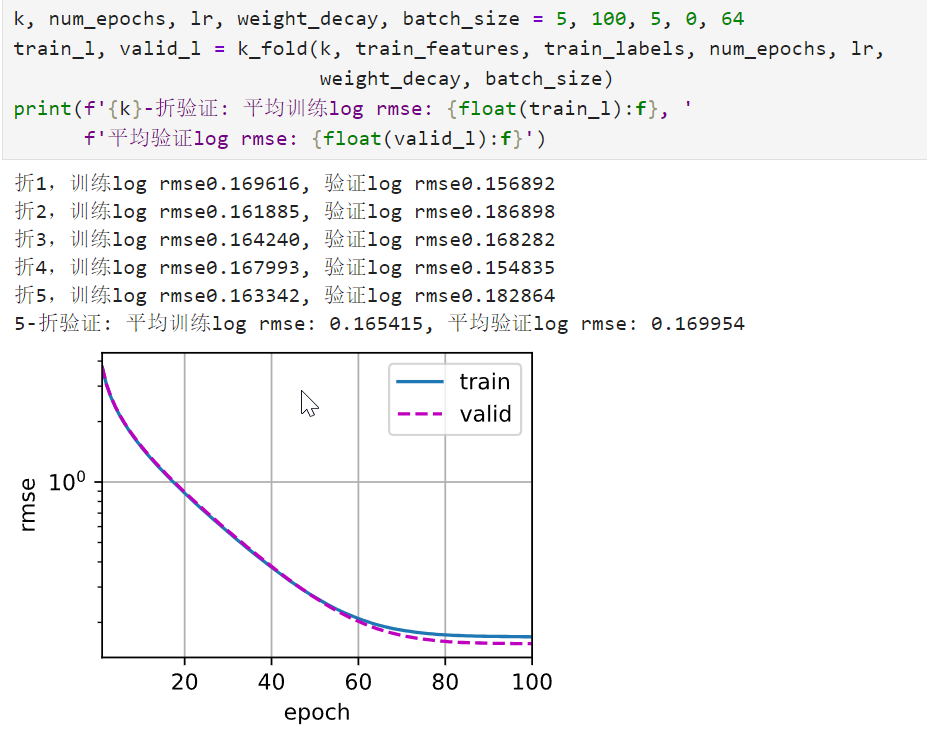 k, num_epochs, lr, weight_decay, batch_size = 5, 100, 5, 0, 64
train_l, valid_l = k_fold(k, train_features, train_labels, num_epochs, lr,
weight_decay, batch_size)
print(f'{k}-折验证: 平均训练log rmse: {float(train_l):f}, '
f'平均验证log rmse: {float(valid_l):f}')
折1，训练log rmse0.169616, 验证log rmse0.156892
折2，训练log rmse0.161885, 验证log rmse0.186898
折3，训练log rmse0.164240, 验证log rmse0.168282
折4，训练log rmse0.167993, 验证log rmse0.154835
折5，训练log rmse0.163342, 验证log rmse0.182864
5-折验证: 平均训练log rmse: 0.165415, 平均验证log rmse: 0.169954
train
valid
10⁰
rmse
20 40 60 80 100
epoch